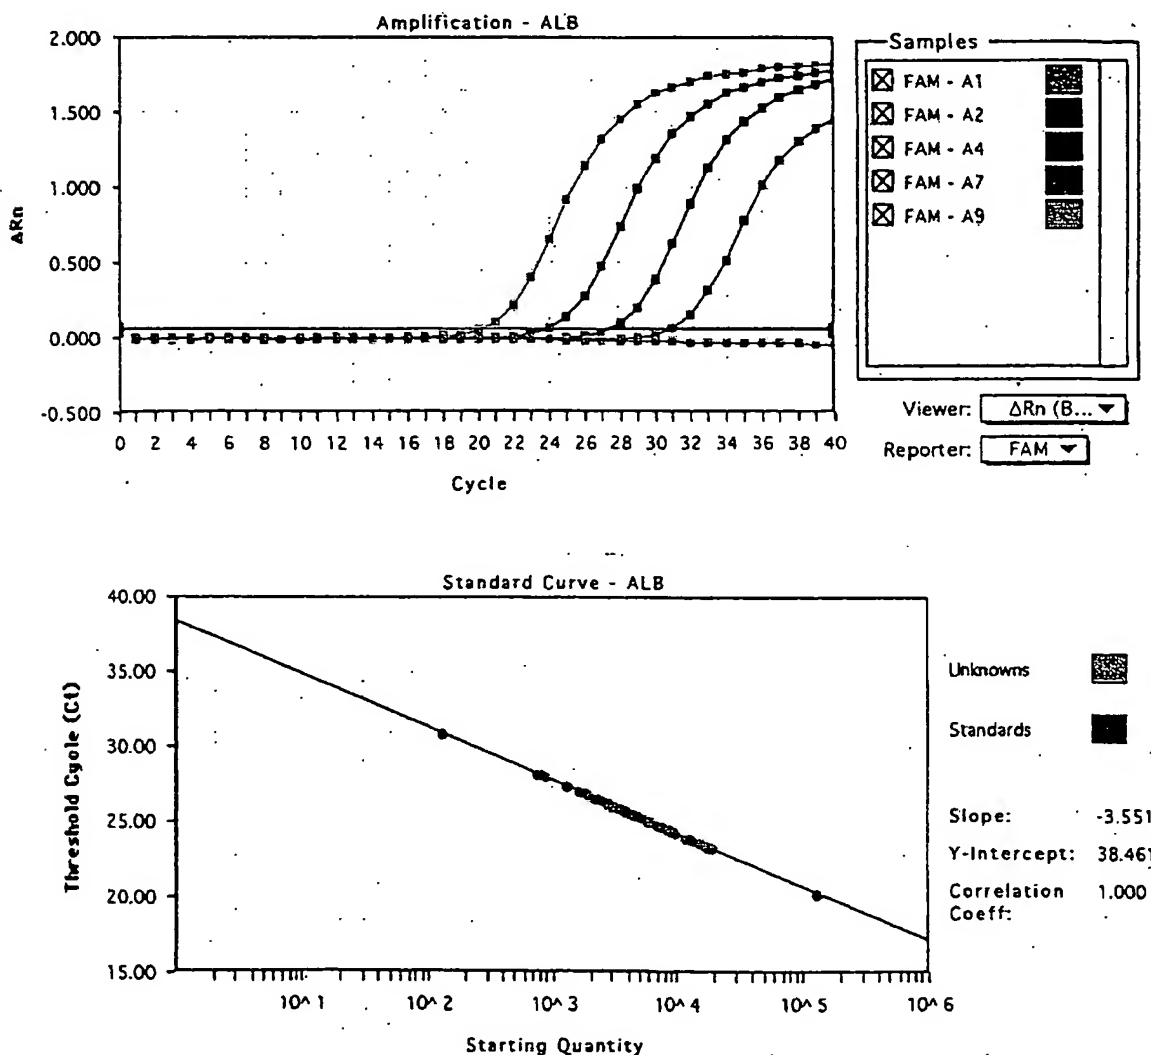 Amplification - ALB
2.000
1.500
1.000
0.500
0.000
-0.500
ΔRn
0 2 4 6 8 10 12 14 16 18 20 22 24 26 28 30 32 34 36 38 40
Cycle
Samples
FAM - A1
FAM - A2
FAM - A4
FAM - A7
FAM - A9
Viewer: ΔRn (B... ▼
Reporter: FAM ▼
Standard Curve - ALB
40.00
35.00
30.00
25.00
20.00
15.00
Threshold Cycle (Ct)
10^1 10^2 10^3 10^4 10^5 10^6
Starting Quantity
Unknowns
Standards
Slope: -3.551
Y-Intercept: 38.461
Correlation 1.000
Coeff: